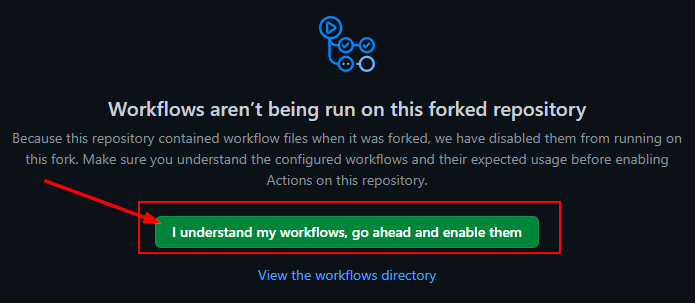 Workflows aren’t being run on this forked repository
Because this repository contained workflow files when it was forked, we have disabled them from running on
this fork. Make sure you understand the configured workflows and their expected usage before enabling
Actions on this repository.
I understand my workflows, go ahead and enable them
View the workflows directory